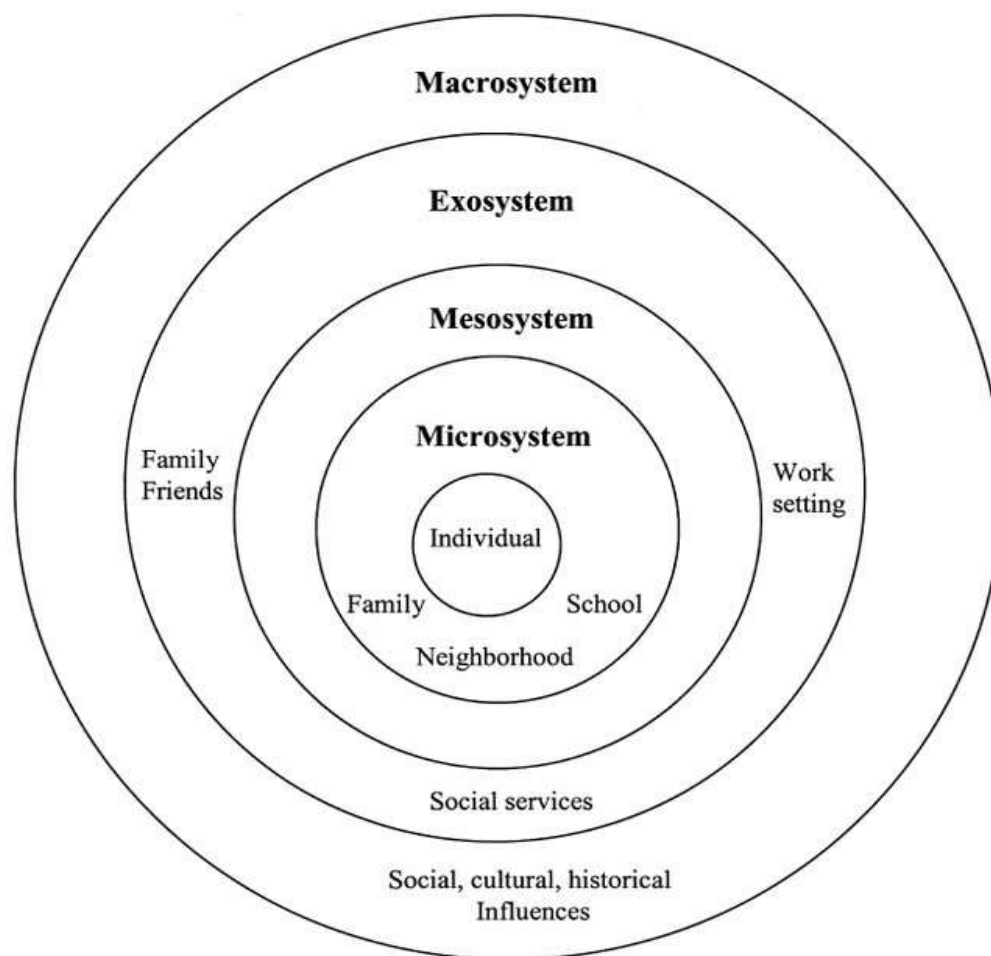 Macrosystem
Exosystem
Mesosystem
Microsystem
Family
Friends
Work
setting
Individual
Family
School
Neighborhood
Social services
Social, cultural, historical
Influences